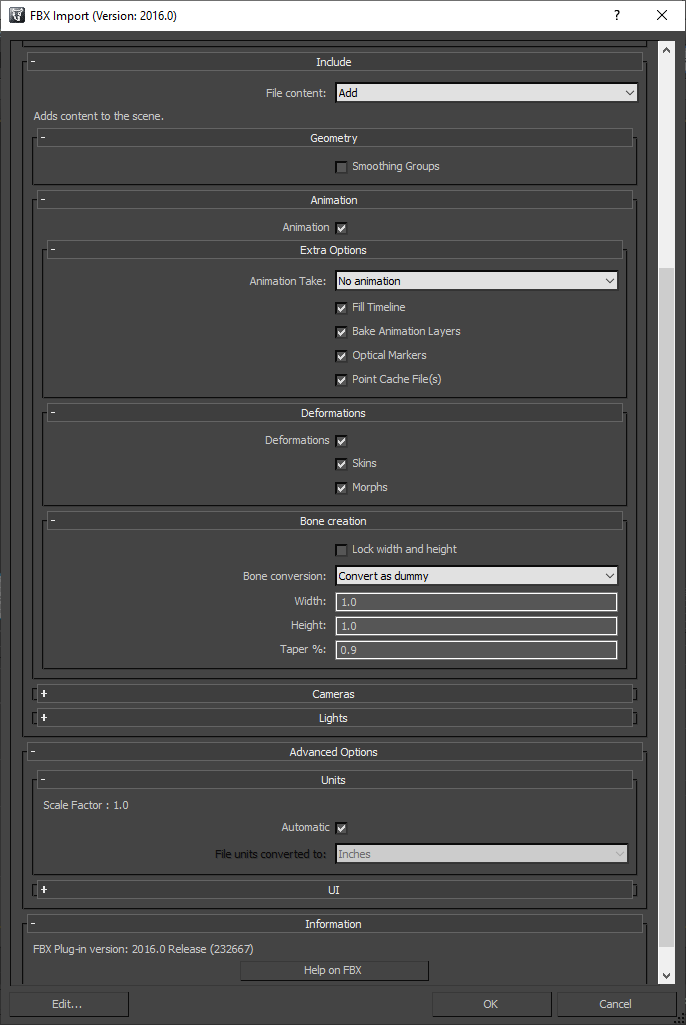 FBX Import (Version: 2016.0)
? 
- Include
File content: Add
Adds content to the scene.
- Geometry
Smoothing Groups
- Animation
Animation
- Extra Options
Animation Take: No animation
Fill Timeline
Bake Animation Layers
Optical Markers
Point Cache File(s)
- Deformations
Deformations
Skins
Morphs
- Bone creation
Lock width and height
Bone conversion: Convert as dummy
Width: 1.0
Height: 1.0
Taper %: 0.9
+ Cameras
+ Lights
- Advanced Options
- Units
Scale Factor : 1.0
Automatic
File units converted to: Inches
+ UI
- Information
FBX Plug-in version: 2016.0 Release (232667)
Help on FBX
Edit... OK Cancel